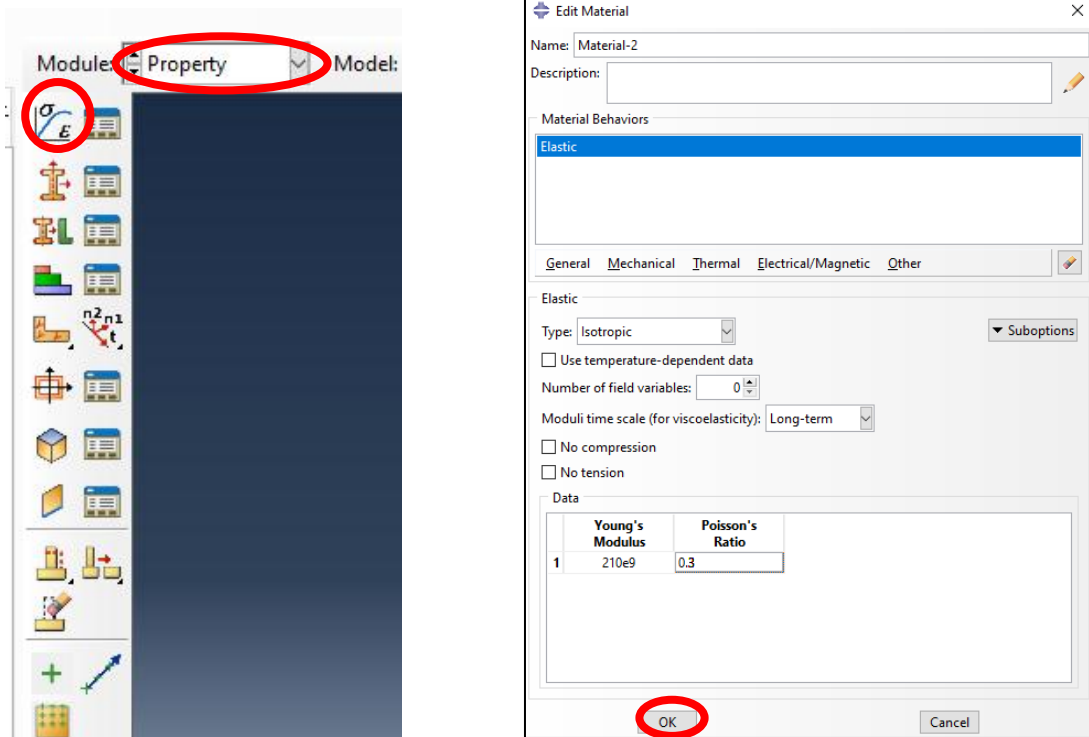 Module: Property Model:
σ
ε
n2 n1
t
Edit Material
Name: Material-2
Description:
Material Behaviors
Elastic
General Mechanical Thermal Electrical/Magnetic Other
Elastic
Type: Isotropic Suboptions
Use temperature-dependent data
Number of field variables: 0
Moduli time scale (for viscoelasticity): Long-term
No compression
No tension
Data
Young's Poisson's
Modulus Ratio
1 210e9 0.3
OK Cancel